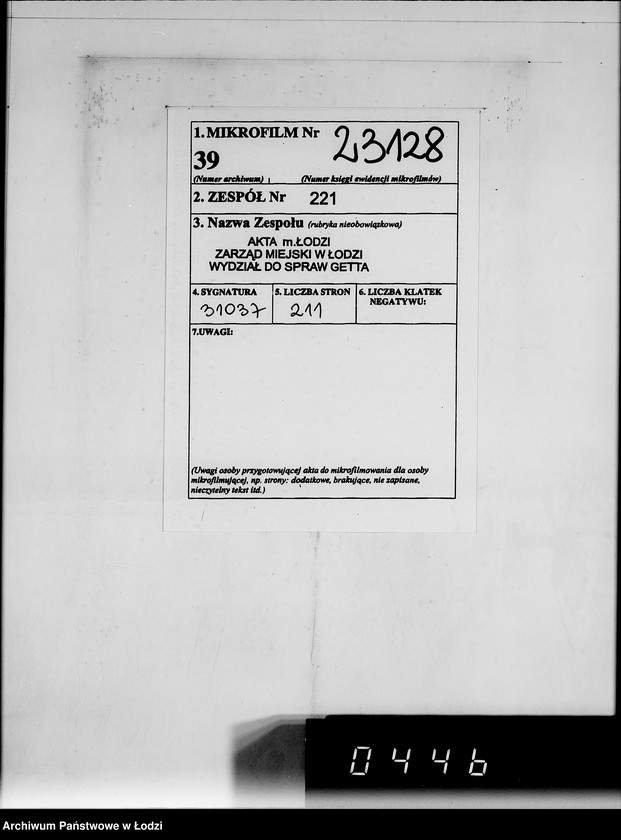 1. MIKROFILM Nr 23128
39
(Numer archiwum) (Numer księgi ewidencji mikrofilmów)
2. ZESPÓŁ Nr 221
3. Nazwa Zespołu (rubryka nieobowiązkowa)
AKTA m.ŁODZI
ZARZĄD MIEJSKI W ŁODZI
WYDZIAŁ DO SPRAW GETTA
4. SYGNATURA 5. LICZBA STRON 6. LICZBA KLATEK
NEGATYWU:
31037 211
7.UWAGI:
(Uwagi osoby przygotowującej akta do mikrofilmowania dla osoby
mikrofilmującej, np. strony: dodatkowe, brakujące, nie zapisane,
nieczytelny tekst itd.)
0446
Archiwum Państwowe w Łodzi